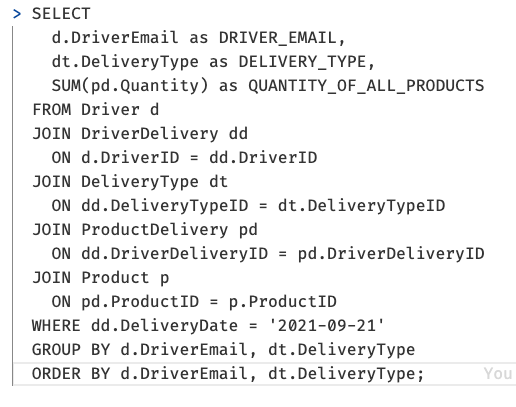 > SELECT
d.DriverEmail as DRIVER_EMAIL,
dt.DeliveryType as DELIVERY_TYPE,
SUM(pd.Quantity) as QUANTITY_OF_ALL_PRODUCTS
FROM Driver d
JOIN DriverDelivery dd
ON d.DriverID = dd.DriverID
JOIN DeliveryType dt
ON dd.DeliveryTypeID = dt.DeliveryTypeID
JOIN ProductDelivery pd
ON dd.DriverDeliveryID = pd.DriverDeliveryID
JOIN Product p
ON pd.ProductID = p.ProductID
WHERE dd.DeliveryDate = '2021-09-21'
GROUP BY d.DriverEmail, dt.DeliveryType
ORDER BY d.DriverEmail, dt.DeliveryType; You